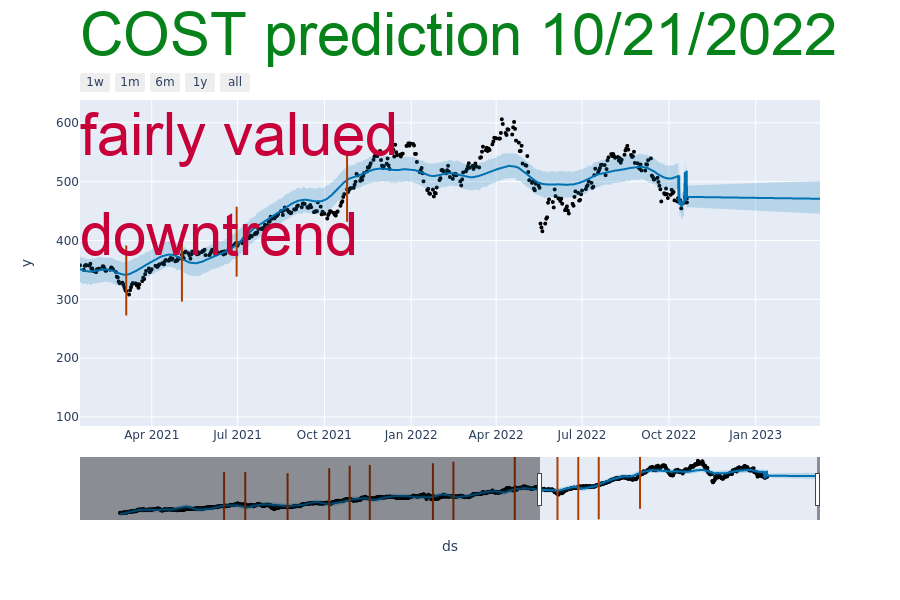 COST prediction 10/21/2022
1w 1m 6m 1y all
600
fairly valued
500
downtrend
400
y
300
200
100
Apr 2021 Jul 2021 Oct 2021 Jan 2022 Apr 2022 Jul 2022 Oct 2022 Jan 2023
ds